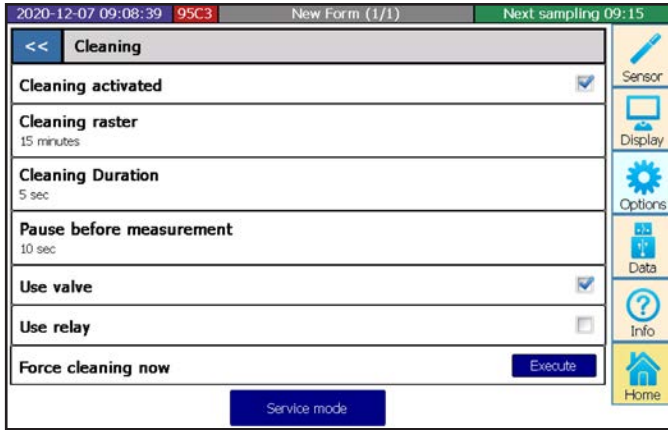 2020-12-07 09:08:39 95C3 New Form (1/1) Next sampling 09:15
<< Cleaning
Cleaning activated
Cleaning raster
15 minutes
Cleaning Duration
5 sec
Pause before measurement
10 sec
Use valve
Use relay
Force cleaning now Execute
Service mode
Sensor
Display
Options
Data
Info
Home